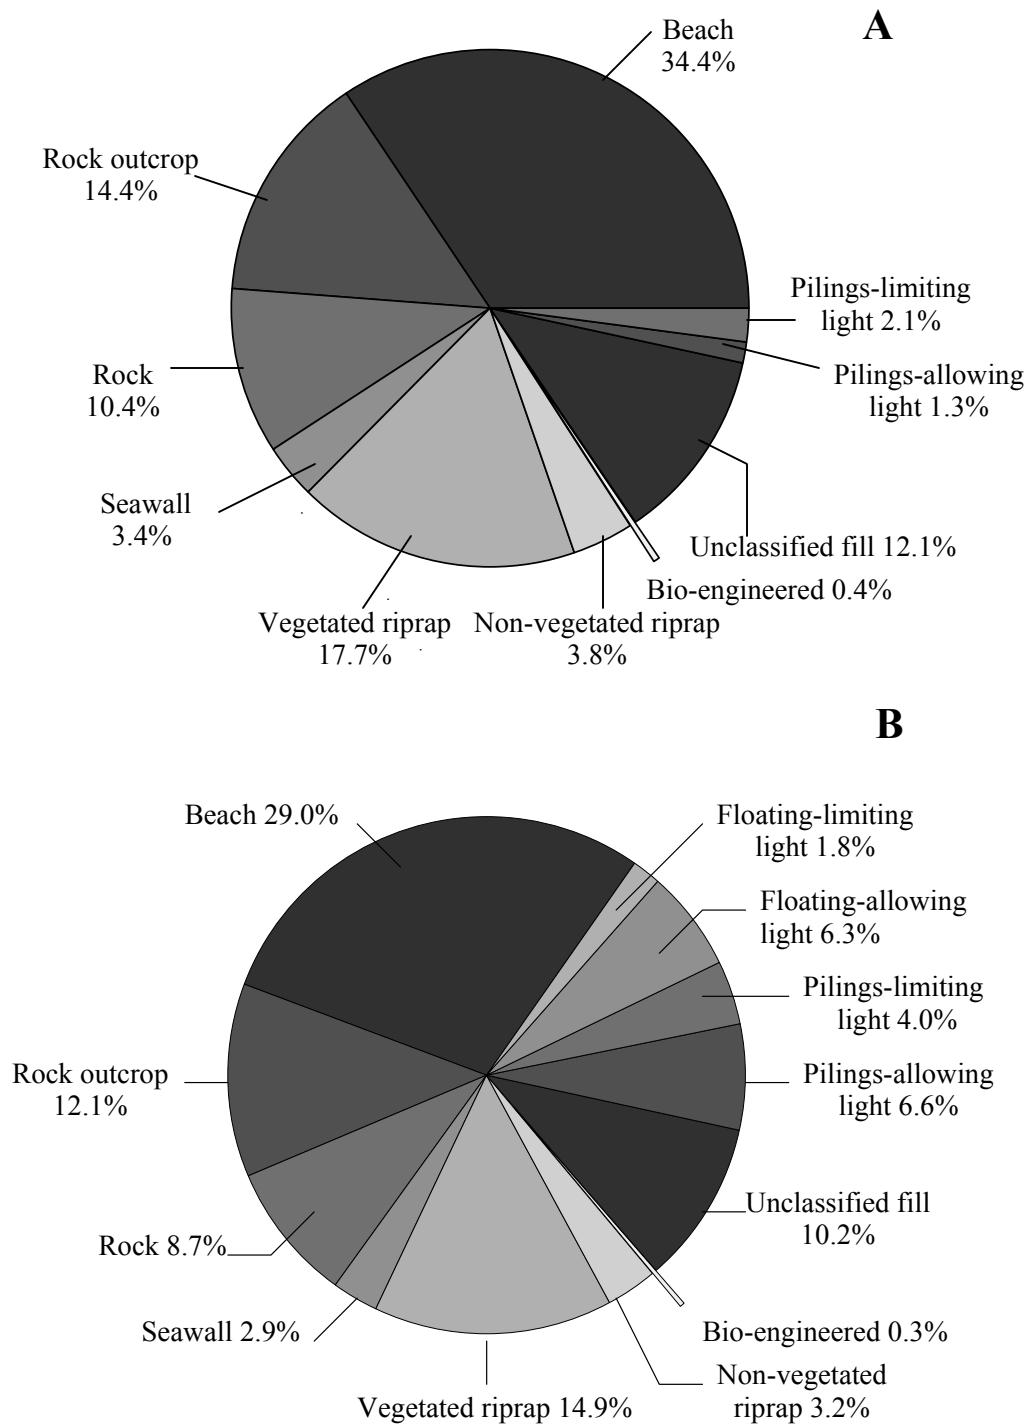 A
Beach
34.4%
Rock outcrop
14.4%
Pilings-limiting
light 2.1%
Pilings-allowing
light 1.3%
Rock
10.4%
Seawall
3.4%
Unclassified fill 12.1%
Bio-engineered 0.4%
Vegetated riprap
17.7%
Non-vegetated riprap
3.8%
B
Beach 29.0%
Floating-limiting
light 1.8%
Floating-allowing
light 6.3%
Pilings-limiting
light 4.0%
Rock outcrop
12.1%
Pilings-allowing
light 6.6%
Unclassified fill
10.2%
Rock 8.7%
Seawall 2.9%
Bio-engineered 0.3%
Non-vegetated
riprap 3.2%
Vegetated riprap 14.9%